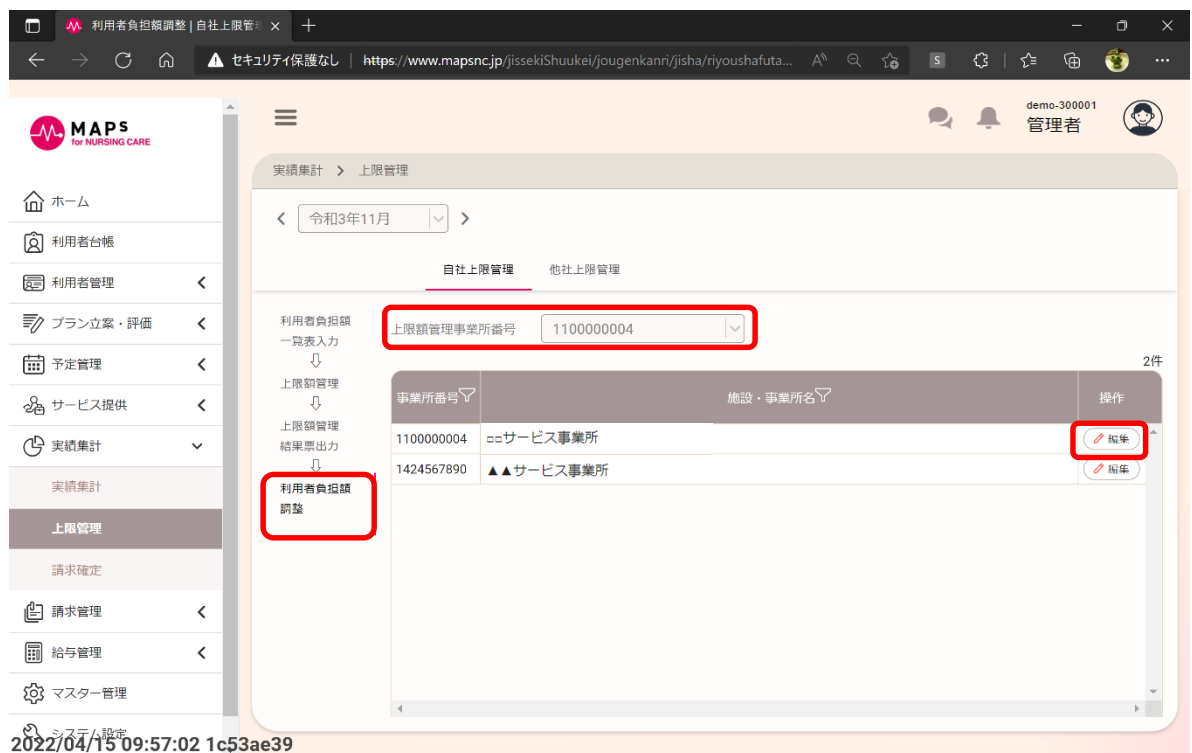 利用者負担額調整 | 自社上限管理
セキュリティ保護なし | https://www.mapsnc.jp/jissekiShuukei/jougenkanri/jisha/riyoushafuta...
MAPS
for NURSING CARE
demo-300001
管理者
ホーム
利用者台帳
利用者管理
プラン立案・評価
予定管理
サービス提供
実績集計
実績集計
上限管理
請求確定
請求管理
給与管理
マスター管理
システム設定
実績集計 > 上限管理
令和3年11月
自社上限管理 他社上限管理
利用者負担額
一覧表入力
上限額管理
上限額管理
結果票出力
利用者負担額
調整
上限額管理事業所番号 1100000004
2件
事業所番号 施設・事業所名 操作
1100000004 □□サービス事業所 編集
1424567890 ▲▲サービス事業所 編集
2022/04/15 09:57:02 1c53ae39